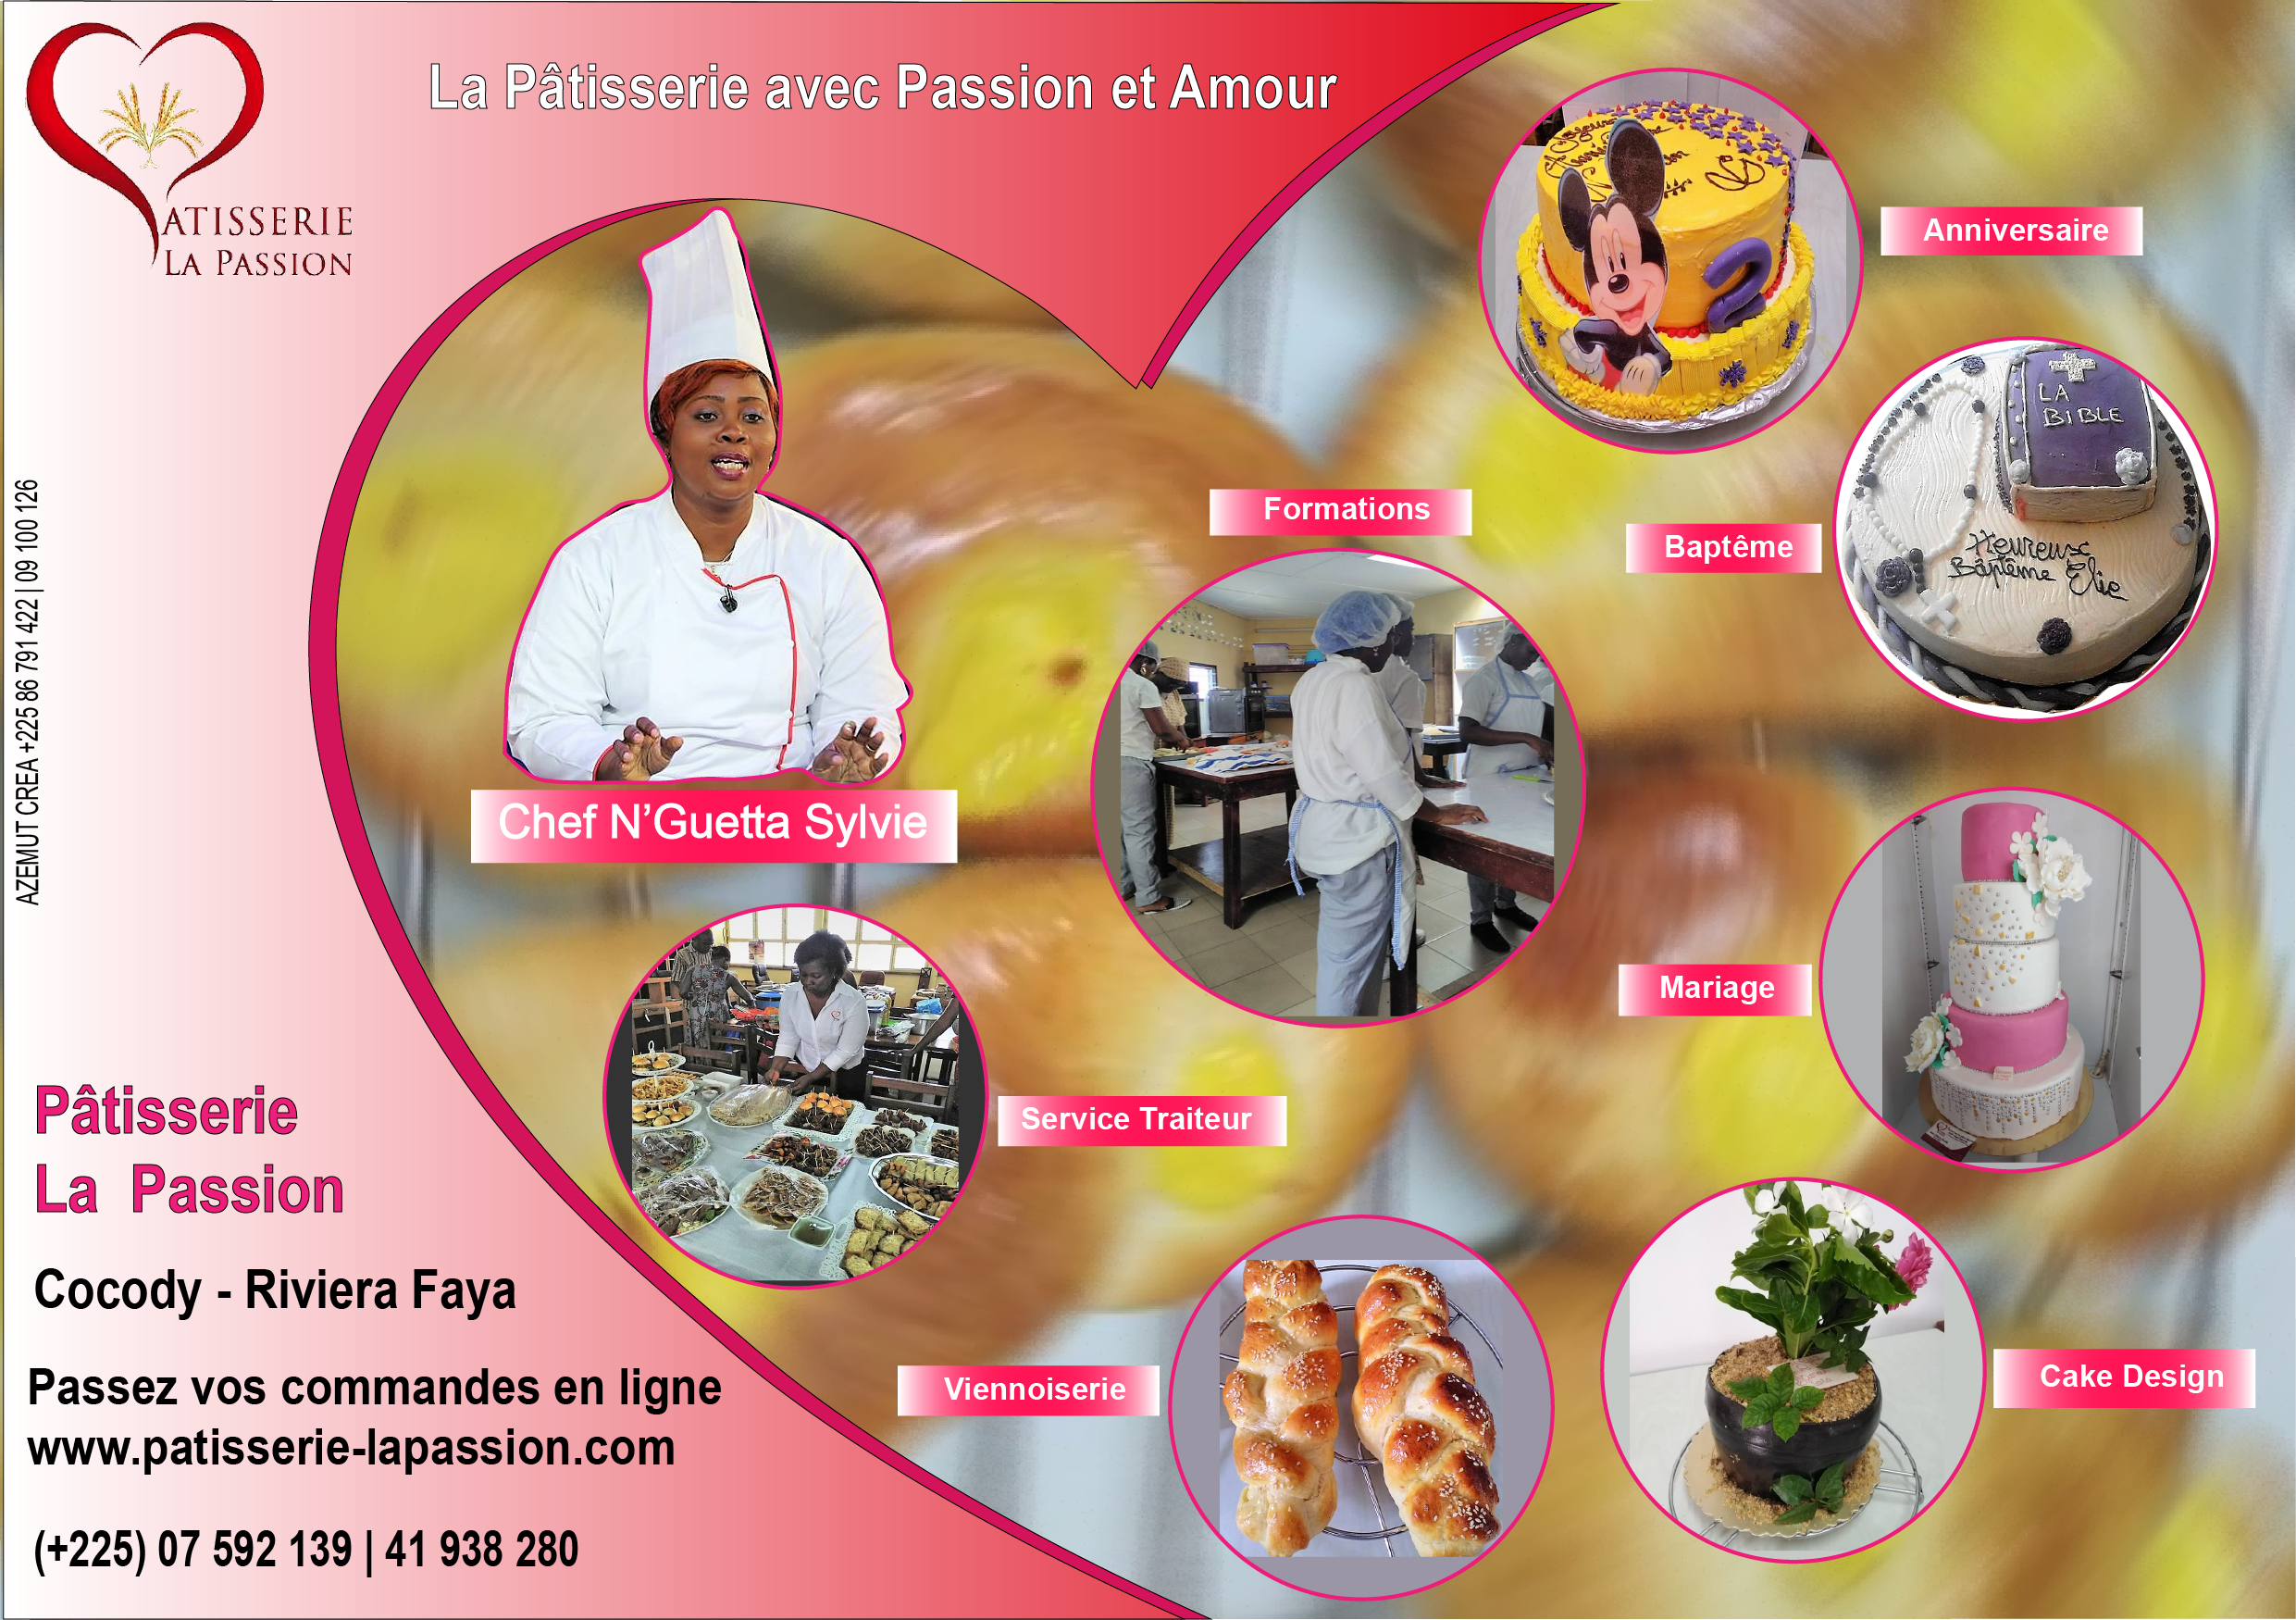 La Pâtisserie avec Passion et Amour
ATISSERIE
LA PASSION
Anniversaire
2
LA
BIBLE
Heureux
Bâptême Elie
Baptême
Formations
Chef N'Guetta Sylvie
Mariage
Service Traiteur
Viennoiserie
Cake Design
AZEMUT CREA +225 86 791 422 | 09 100 126
Pâtisserie
La Passion
Cocody - Riviera Faya
Passez vos commandes en ligne
www.patisserie-lapassion.com
(+225) 07 592 139 | 41 938 280